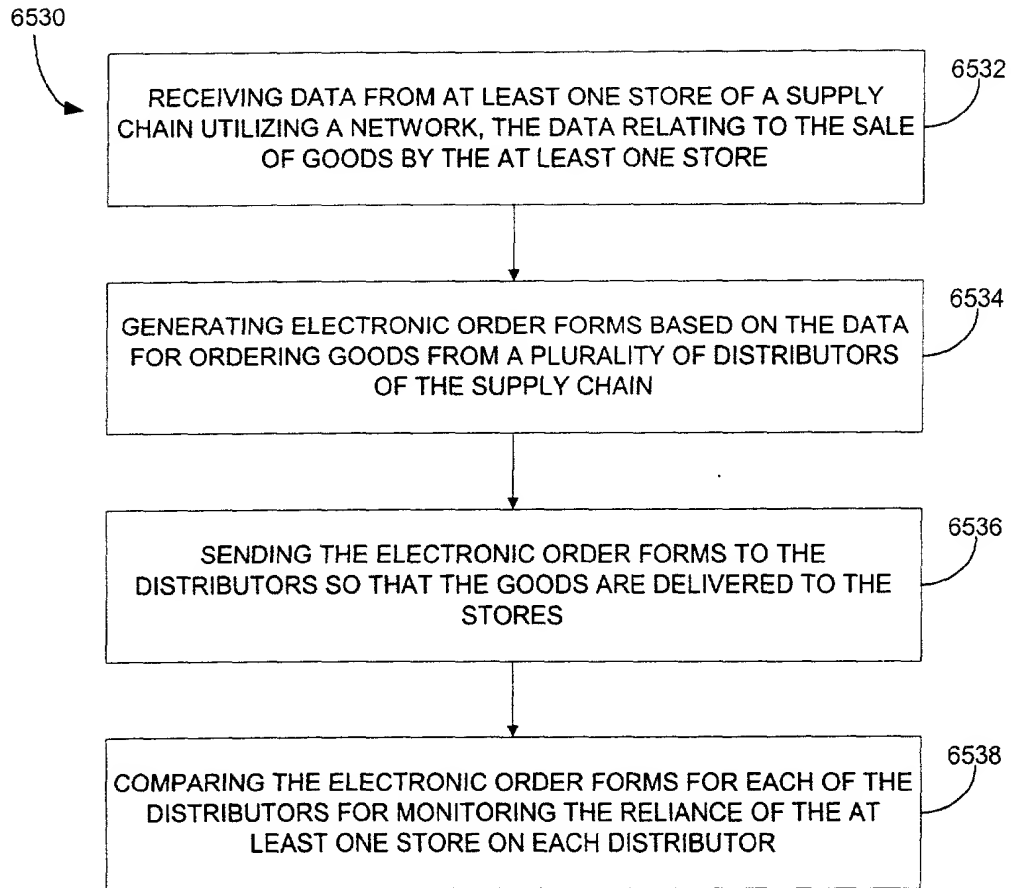 6530
6532
RECEIVING DATA FROM AT LEAST ONE STORE OF A SUPPLY
CHAIN UTILIZING A NETWORK, THE DATA RELATING TO THE SALE
OF GOODS BY THE AT LEAST ONE STORE
6534
GENERATING ELECTRONIC ORDER FORMS BASED ON THE DATA
FOR ORDERING GOODS FROM A PLURALITY OF DISTRIBUTORS
OF THE SUPPLY CHAIN
6536
SENDING THE ELECTRONIC ORDER FORMS TO THE
DISTRIBUTORS SO THAT THE GOODS ARE DELIVERED TO THE
STORES
6538
COMPARING THE ELECTRONIC ORDER FORMS FOR EACH OF THE
DISTRIBUTORS FOR MONITORING THE RELIANCE OF THE AT
LEAST ONE STORE ON EACH DISTRIBUTOR